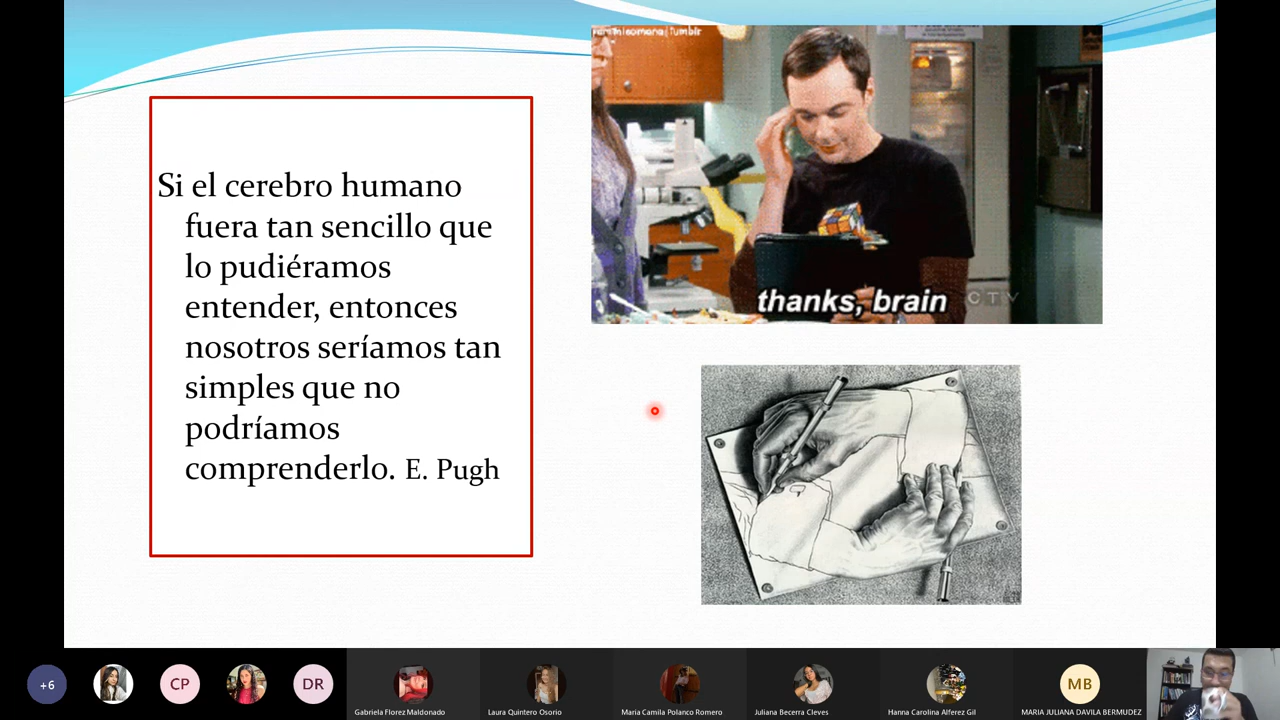 Si el cerebro humano
fuera tan sencillo que
lo pudiéramos
entender, entonces
nosotros seríamos tan
simples que no
podríamos
comprenderlo. E. Pugh
thanks, brain
CTV
+6
CP
DR
Gabriela Florez Maldonado
Laura Quintero Osorio
Maria Camila Polanco Romero
Juliana Becerra Cleves
Hanna Carolina Alferez Gil
MB
MARIA JULIANA DAVILA BERMUDEZ